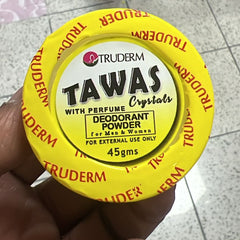 TRUDERM
TAWAS
Crystals
WITH PERFUME
DEODORANT
POWDER
for Men & Women
FOR EXTERNAL USE ONLY
45gms
TRUDERM
TRUDERM
TRUDERM
TRUDERM
TRUDERM